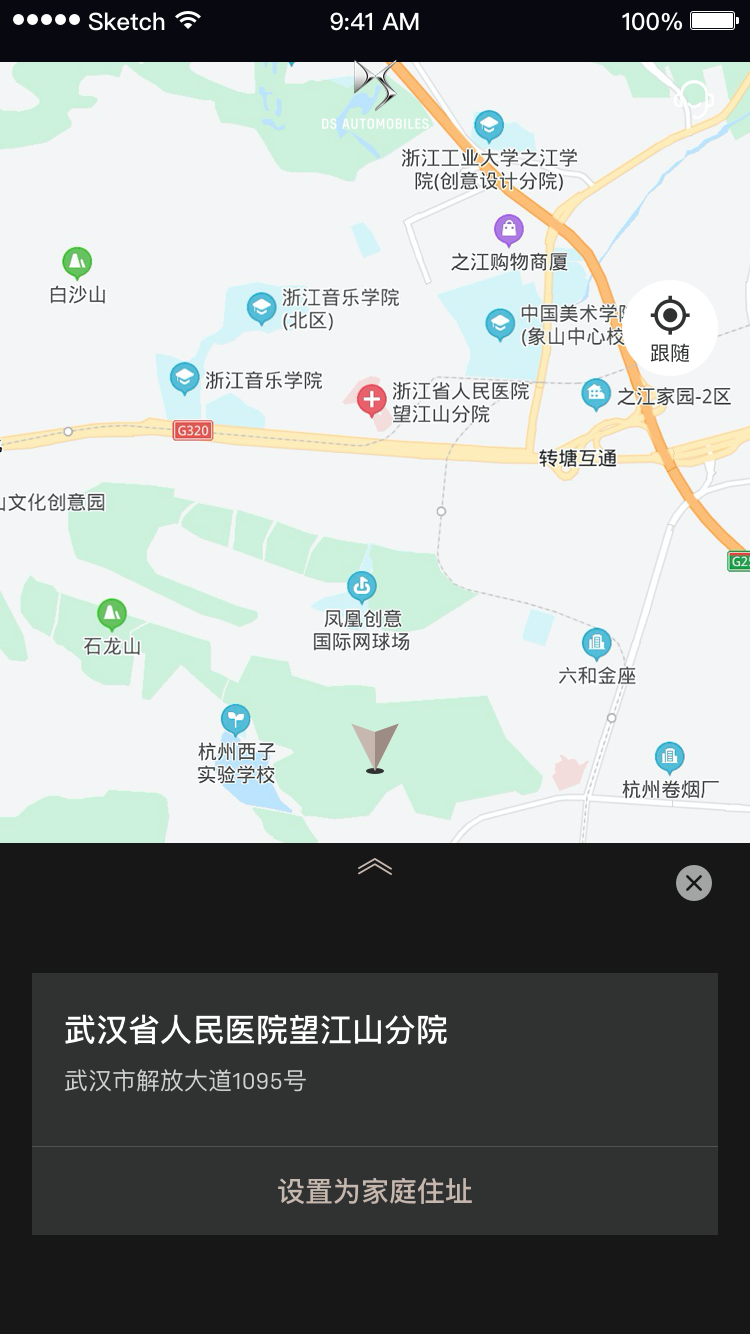 Sketch 9:41 AM 100%
DS AUTOMOBILES
浙江工业大学之江学
院(创意设计分院)
之江购物商厦
白沙山
浙江音乐学院
(北区)
中国美术学院
(象山中心校
跟随
浙江音乐学院
浙江省人民医院
望江山分院
之江家园-2区
G320
转塘互通
山文化创意园
G25
凤凰创意
国际网球场
石龙山
六和金座
杭州西子
实验学校
杭州卷烟厂
武汉省人民医院望江山分院
武汉市解放大道1095号
设置为家庭住址